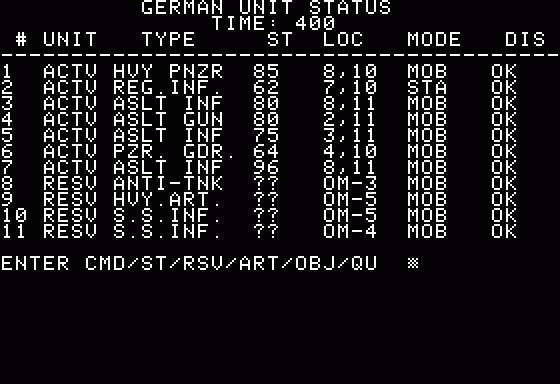 GERMAN UNIT STATUS
TIME: 400
# UNIT TYPE ST LOC MODE DIS
1 ACTV HVY PNZR 85 8,10 MOB OK
2 ACTV REG.INF. 62 7,10 STA OK
3 ACTV ASLT INF 80 8,11 MOB OK
4 ACTV ASLT GUN 80 2,11 MOB OK
5 ACTV ASLT INF 75 3,11 MOB OK
6 ACTV PZR. GDR. 64 4,10 MOB OK
7 ACTV ASLT INF 96 8,11 MOB OK
8 RESV ANTI-TNK ?? OM-3 MOB OK
9 RESV HVY.ART. ?? OM-5 MOB OK
10 RESV S.S.INF. ?? OM-5 MOB OK
11 RESV S.S.INF. ?? OM-4 MOB OK
ENTER CMD/ST/RSV/ART/OBJ/QU